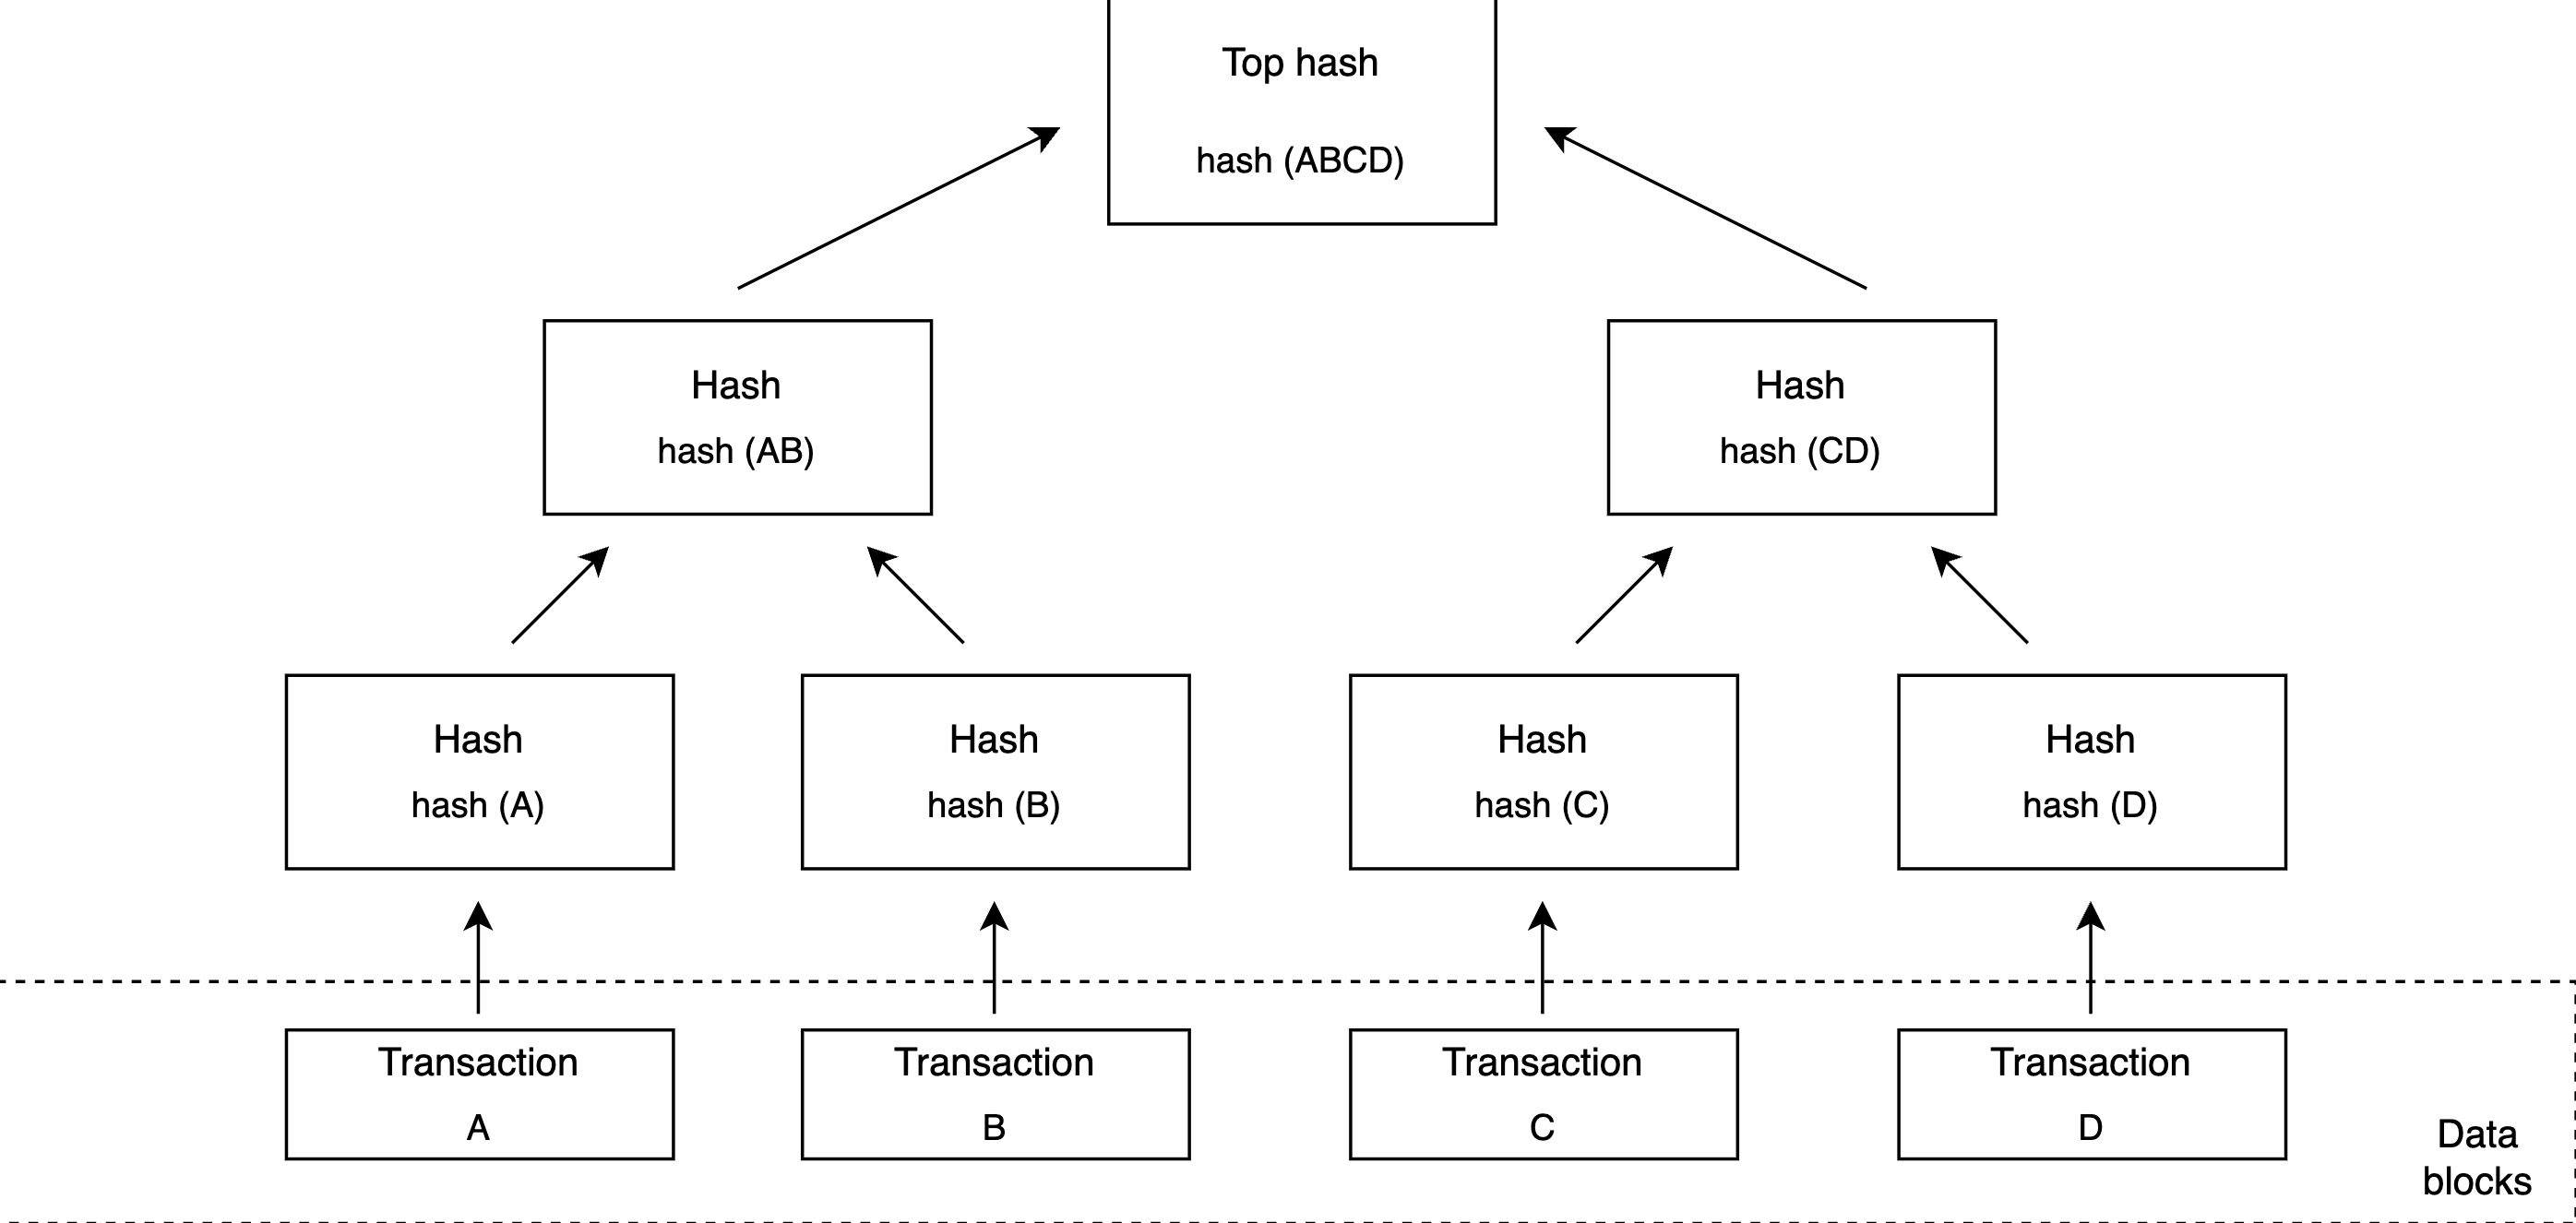 Top hash
hash (ABCD)
Hash
hash (AB)
Hash
hash (CD)
Hash
hash (A)
Hash
hash (B)
Hash
hash (C)
Hash
hash (D)
Transaction
A
Transaction
B
Transaction
C
Transaction
D
Data
blocks